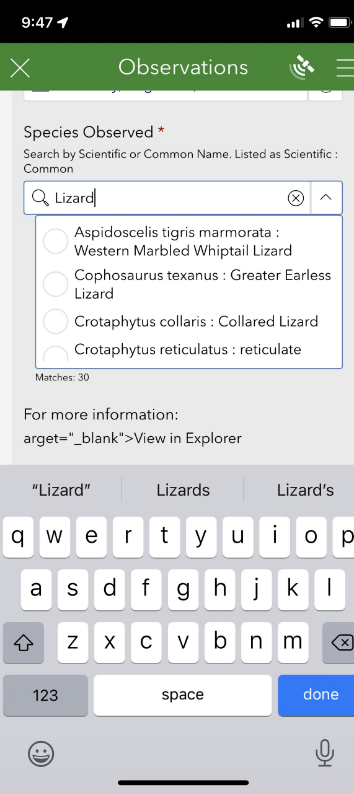 9:47
Observations
Species Observed *
Search by Scientific or Common Name. Listed as Scientific :
Common
Lizard
Aspidoscelis tigris marmorata :
Western Marbled Whiptail Lizard
Cophosaurus texanus : Greater Earless
Lizard
Crotaphytus collaris : Collared Lizard
Crotaphytus reticulatus : reticulate
Matches: 30
For more information:
arget="_blank">View in Explorer
“Lizard” Lizards Lizard’s
q w e r t y u i o p
a s d f g h j k l
z x c v b n m
123 space done